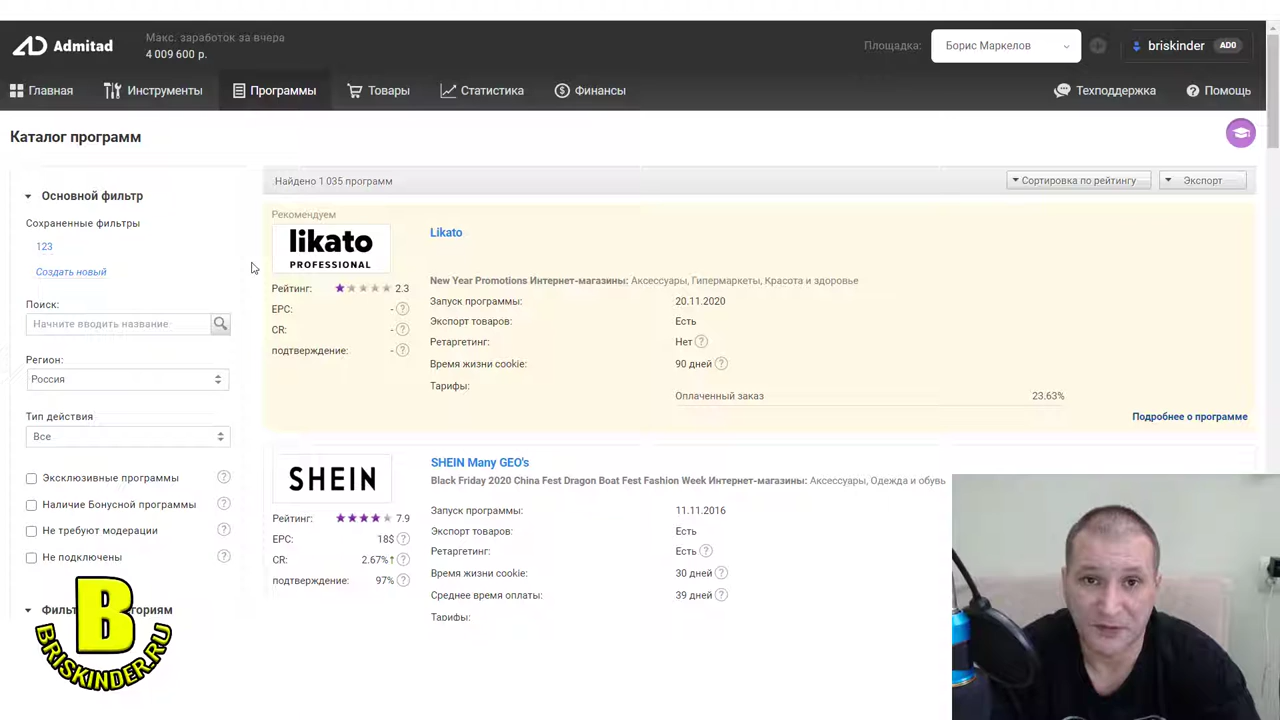 Admitad
Макс. заработок за вчера
4 009 600 р.
Площадка:
Борис Маркелов
briskinder AD0
Главная Инструменты Программы Товары Статистика Финансы Техподдержка Помощь
Каталог программ
Основной фильтр
Сохраненные фильтры
123
Создать новый
Поиск:
Начните вводить название
Регион:
Россия
Тип действия
Все
Эксклюзивные программы ?
Наличие Бонусной программы ?
Не требуют модерации ?
Не подключены ?
Найдено 1 035 программ
Сортировка по рейтингу
Экспорт
Рекомендуем
likato
PROFESSIONAL
Рейтинг: 2.3
EPC: - ?
CR: - ?
подтверждение: - ?
Likato
New Year Promotions Интернет-магазины: Аксессуары, Гипермаркеты, Красота и здоровье
Запуск программы: 20.11.2020
Экспорт товаров: Есть
Ретаргетинг: Нет ?
Время жизни cookie: 90 дней ?
Тарифы:
Оплаченный заказ 23.63%
Подробнее о программе
SHEIN
Рейтинг: 7.9
EPC: 18$ ?
CR: 2.67%↑ ?
подтверждение: 97% ?
SHEIN Many GEO's
Black Friday 2020 China Fest Dragon Boat Fest Fashion Week Интернет-магазины: Аксессуары, Одежда и обувь
Запуск программы: 11.11.2016
Экспорт товаров: Есть
Ретаргетинг: Есть ?
Время жизни cookie: 30 дней ?
Среднее время оплаты: 39 дней ?
Тарифы:
B
BRISKINDER.RU